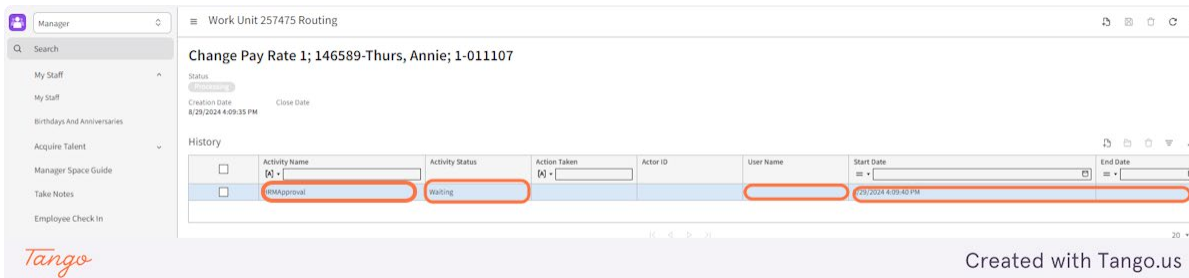 Manager
Work Unit 257475 Routing
Search
Change Pay Rate 1; 146589-Thurs, Annie; 1-011107
My Staff
Status
Processing
My Staff
Creation Date Close Date
8/29/2024 4:09:35 PM
Birthdays And Anniversaries
Acquire Talent
History
Activity Name Activity Status Action Taken Actor ID User Name Start Date End Date
[A] [A] = =
Manager Space Guide
Take Notes
HRMApproval Waiting /29/2024 4:09:40 PM
Employee Check In
20
Tango
Created with Tango.us